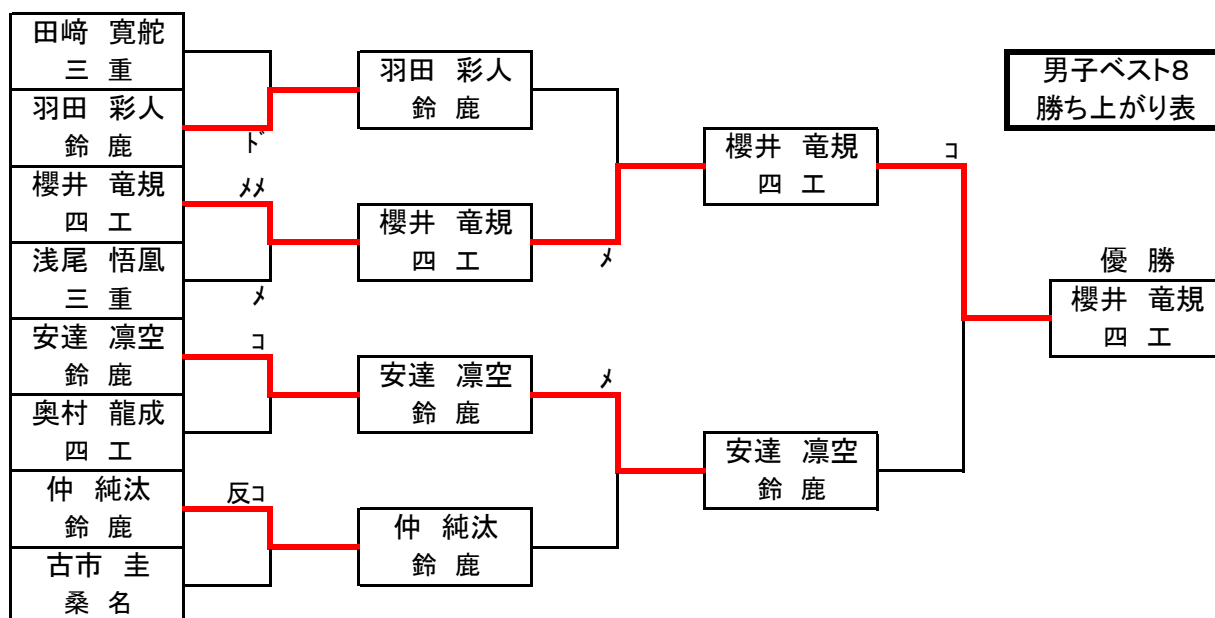 田﨑 寛舵
三 重
羽田 彩人
鈴 鹿
櫻井 竜規
四 工
浅尾 悟凰
三 重
安達 凛空
鈴 鹿
奥村 龍成
四 工
仲 純汰
鈴 鹿
古市 圭
桑 名
ﾄﾞ
ﾒﾒ
ﾒ
ｺ
反ｺ
羽田 彩人
鈴 鹿
櫻井 竜規
四 工
安達 凛空
鈴 鹿
仲 純汰
鈴 鹿
ﾒ
ﾒ
櫻井 竜規
四 工
安達 凛空
鈴 鹿
ｺ
男子ベスト8
勝ち上がり表
優 勝
櫻井 竜規
四 工